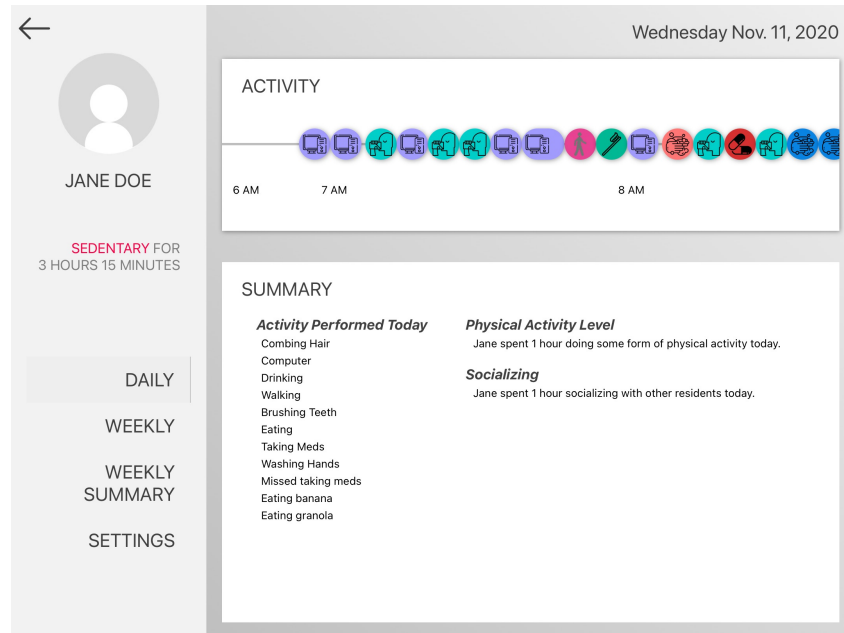 Wednesday Nov. 11, 2020
JANE DOE
SEDENTARY FOR
3 HOURS 15 MINUTES
DAILY
WEEKLY
WEEKLY
SUMMARY
SETTINGS
ACTIVITY
6 AM 7 AM 8 AM
SUMMARY
Activity Performed Today
Combing Hair
Computer
Drinking
Walking
Brushing Teeth
Eating
Taking Meds
Washing Hands
Missed taking meds
Eating banana
Eating granola
Physical Activity Level
Jane spent 1 hour doing some form of physical activity today.
Socializing
Jane spent 1 hour socializing with other residents today.